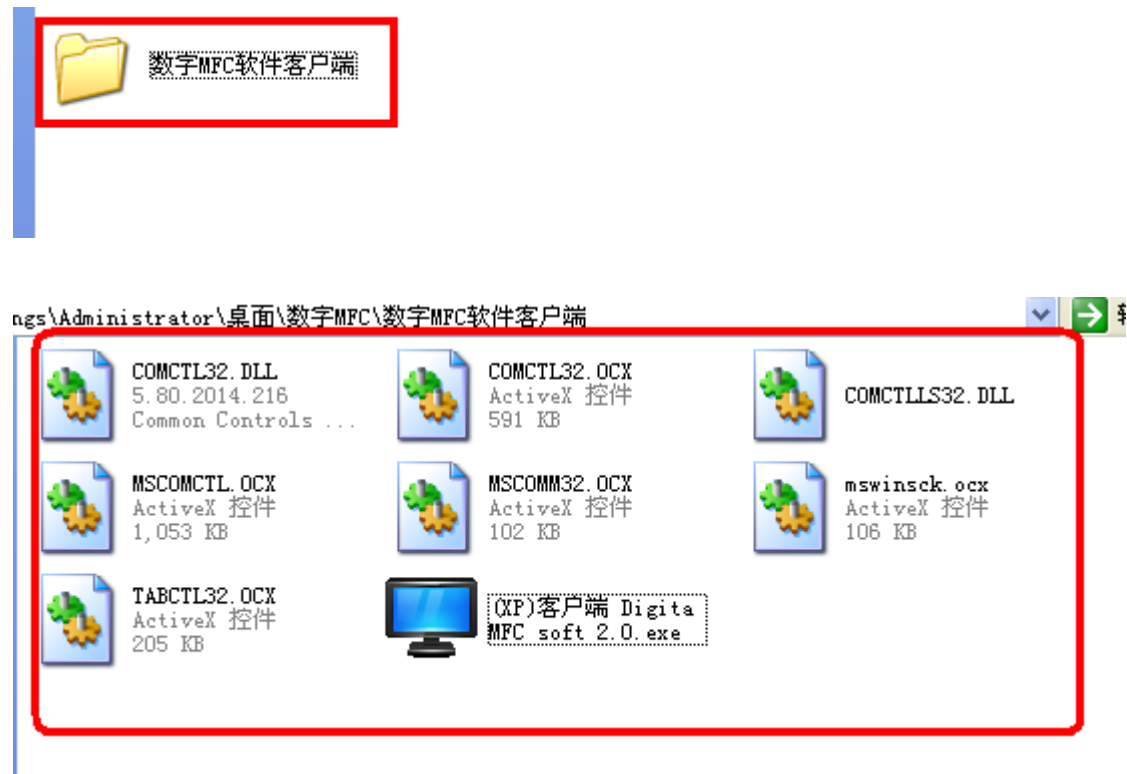 数字MFC软件客户端
ngs\Administrator\桌面\数字MFC\数字MFC软件客户端
COMCTL32.DLL
5.80.2014.216
Common Controls ...
COMCTL32.OCX
ActiveX 控件
591 KB
COMCTLLS32.DLL
MSCOMCTL.OCX
ActiveX 控件
1,053 KB
MSCOMM32.OCX
ActiveX 控件
102 KB
mswinsck.ocx
ActiveX 控件
106 KB
TABCTL32.OCX
ActiveX 控件
205 KB
(XP)客户端 Digita
MFC soft 2.0.exe